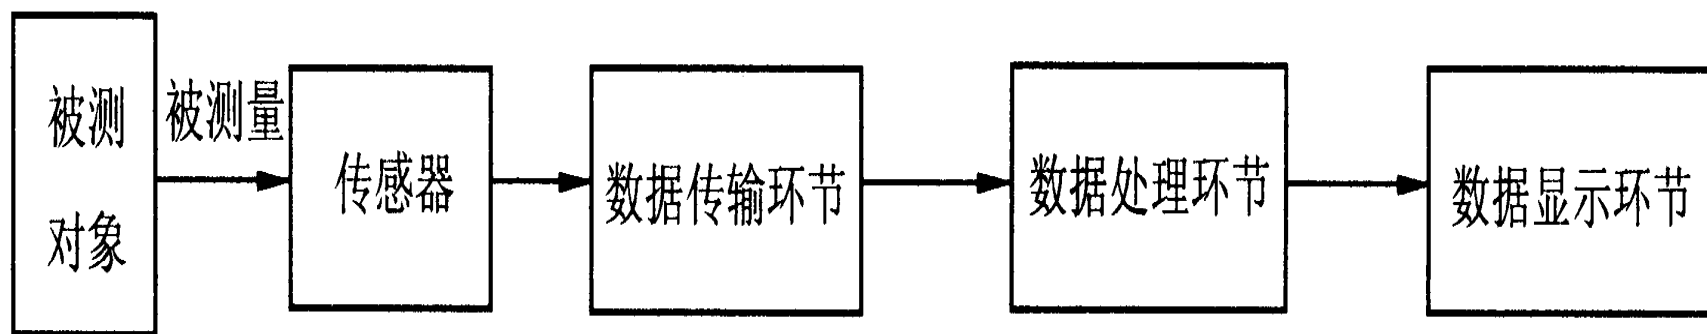 被测
对象
被测量
传感器
数据传输环节
数据处理环节
数据显示环节